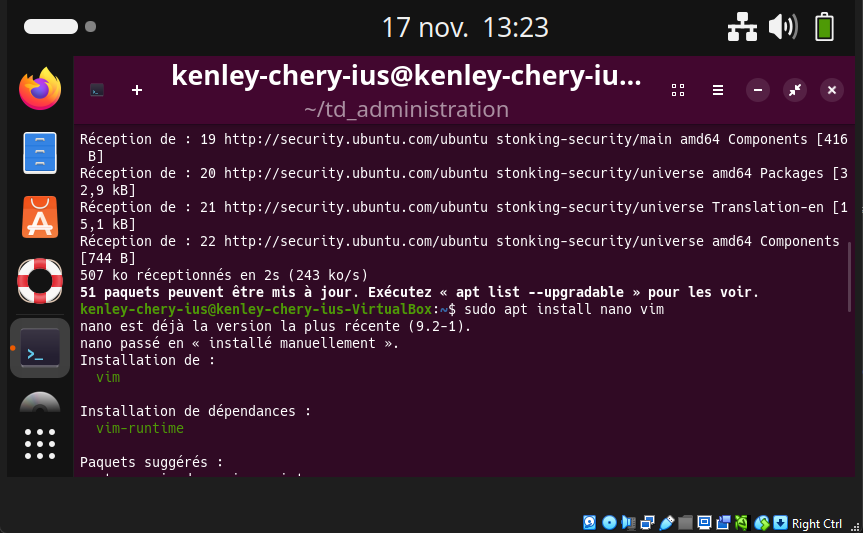 17 nov. 13:23
kenley-chery-ius@kenley-chery-iu...
~/td_administration
Réception de : 19 http://security.ubuntu.com/ubuntu stonking-security/main amd64 Components [416
B]
Réception de : 20 http://security.ubuntu.com/ubuntu stonking-security/universe amd64 Packages [3
2,9 kB]
Réception de : 21 http://security.ubuntu.com/ubuntu stonking-security/universe Translation-en [1
5,1 kB]
Réception de : 22 http://security.ubuntu.com/ubuntu stonking-security/universe amd64 Components
[744 B]
507 ko réceptionnés en 2s (243 ko/s)
51 paquets peuvent être mis à jour. Exécutez « apt list --upgradable » pour les voir.
kenley-chery-ius@kenley-chery-ius-VirtualBox:~$ sudo apt install nano vim
nano est déjà la version la plus récente (9.2-1).
nano passé en « installé manuellement ».
Installation de :
vim
Installation de dépendances :
vim-runtime
Paquets suggérés :
Right Ctrl